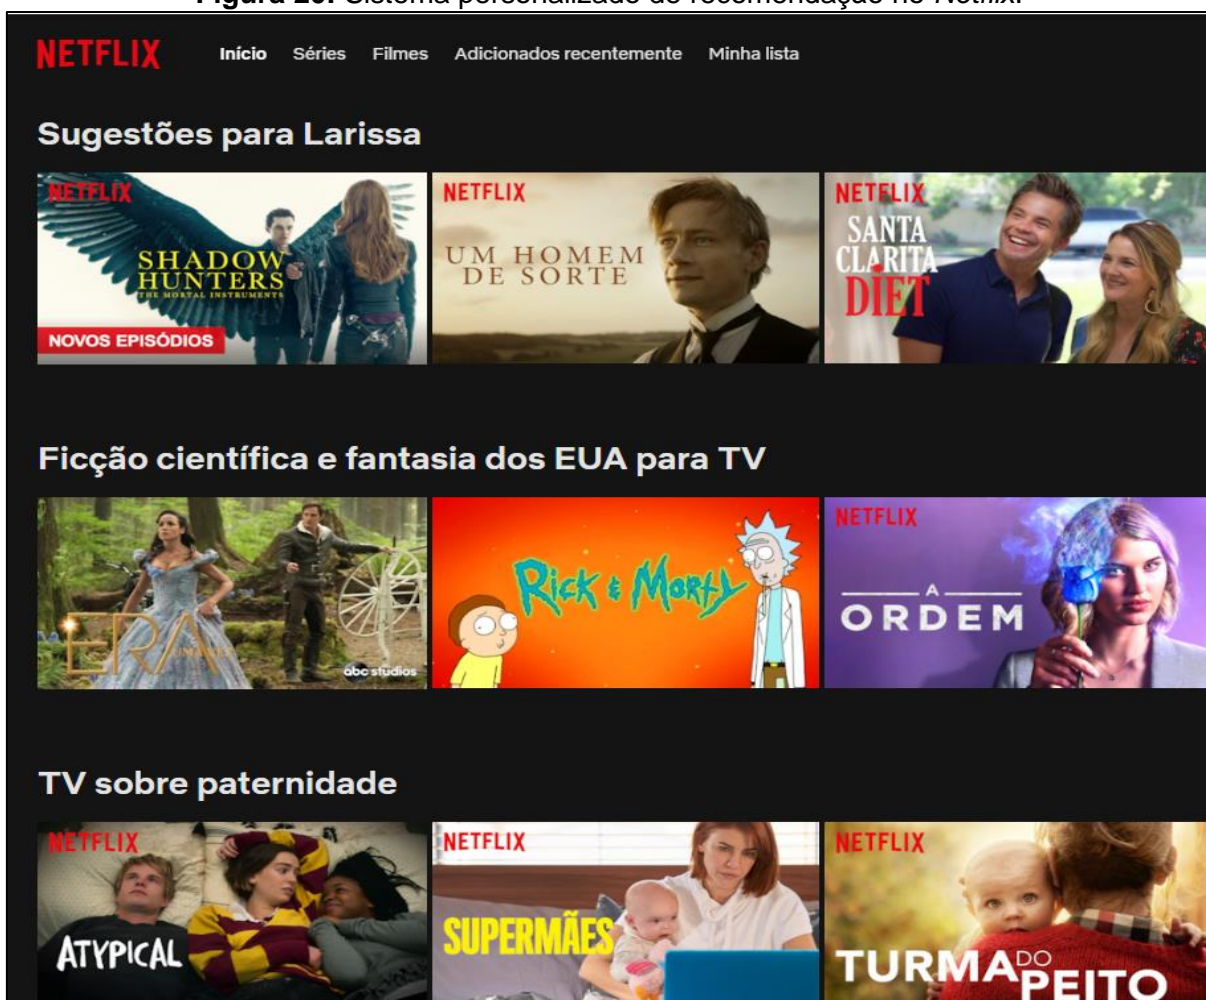 Figura 20. Sistema personalizado de recomendação no Netflix.
NETFLIX Início Séries Filmes Adicionados recentemente Minha lista
Sugestões para Larissa
NETFLIX
SHADOW
HUNTERS
THE MORTAL INSTRUMENTS
NOVOS EPISÓDIOS
NETFLIX
UM HOMEM
DE SORTE
NETFLIX
SANTA
CLARITA
DIET
Ficção científica e fantasia dos EUA para TV
ERA
abc studios
Rick & Morty
NETFLIX
A
ORDEM
TV sobre paternidade
NETFLIX
ATYPICAL
NETFLIX
SUPERMÃES
NETFLIX
TURMA DO
PEITO